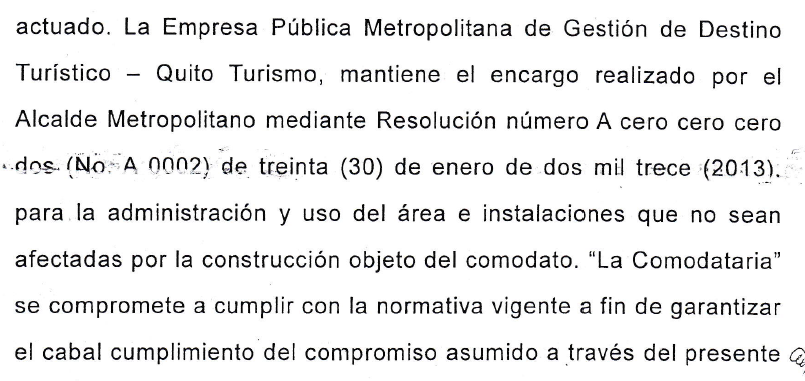 actuado. La Empresa Pública Metropolitana de Gestión de Destino
Turístico – Quito Turismo, mantiene el encargo realizado por el
Alcalde Metropolitano mediante Resolución número A cero cero cero
dos (No. A 0002) de treinta (30) de enero de dos mil trece (2013).
para la administración y uso del área e instalaciones que no sean
afectadas por la construcción objeto del comodato. “La Comodataria”
se compromete a cumplir con la normativa vigente a fin de garantizar
el cabal cumplimiento del compromiso asumido a través del presente